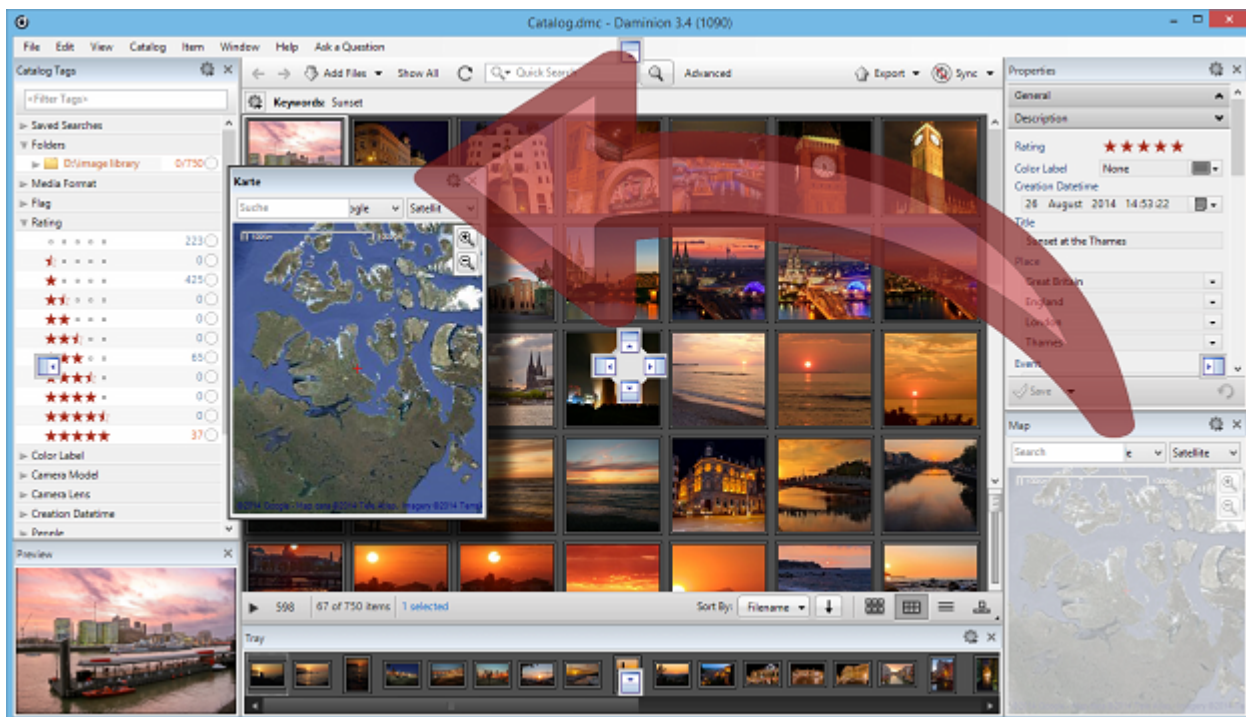 Catalog.dmc - Daminion 3.4 (1090)
File Edit View Catalog Item Window Help Ask a Question
Catalog Tags
<Filter Tags>
Saved Searches
Folders
D:\image library 0/750
Media Format
Flag
Rating
223
0
425
0
0
0
65
0
0
0
37
Color Label
Camera Model
Camera Lens
Creation Datetime
People
Preview
Add Files Show All Quick Search Advanced Export Sync
Keywords: Sunset
Karte
Suche ogle Satellit
598 67 of 750 items 1 selected Sort By: Filename
Tray
Properties
General
Description
Rating
Color Label None
Creation Datetime
26 August 2014 14:53:22
Title
Sunset at the Thames
Place
Great Britain
England
London
Thames
Event
Save
Map
Search e Satellite